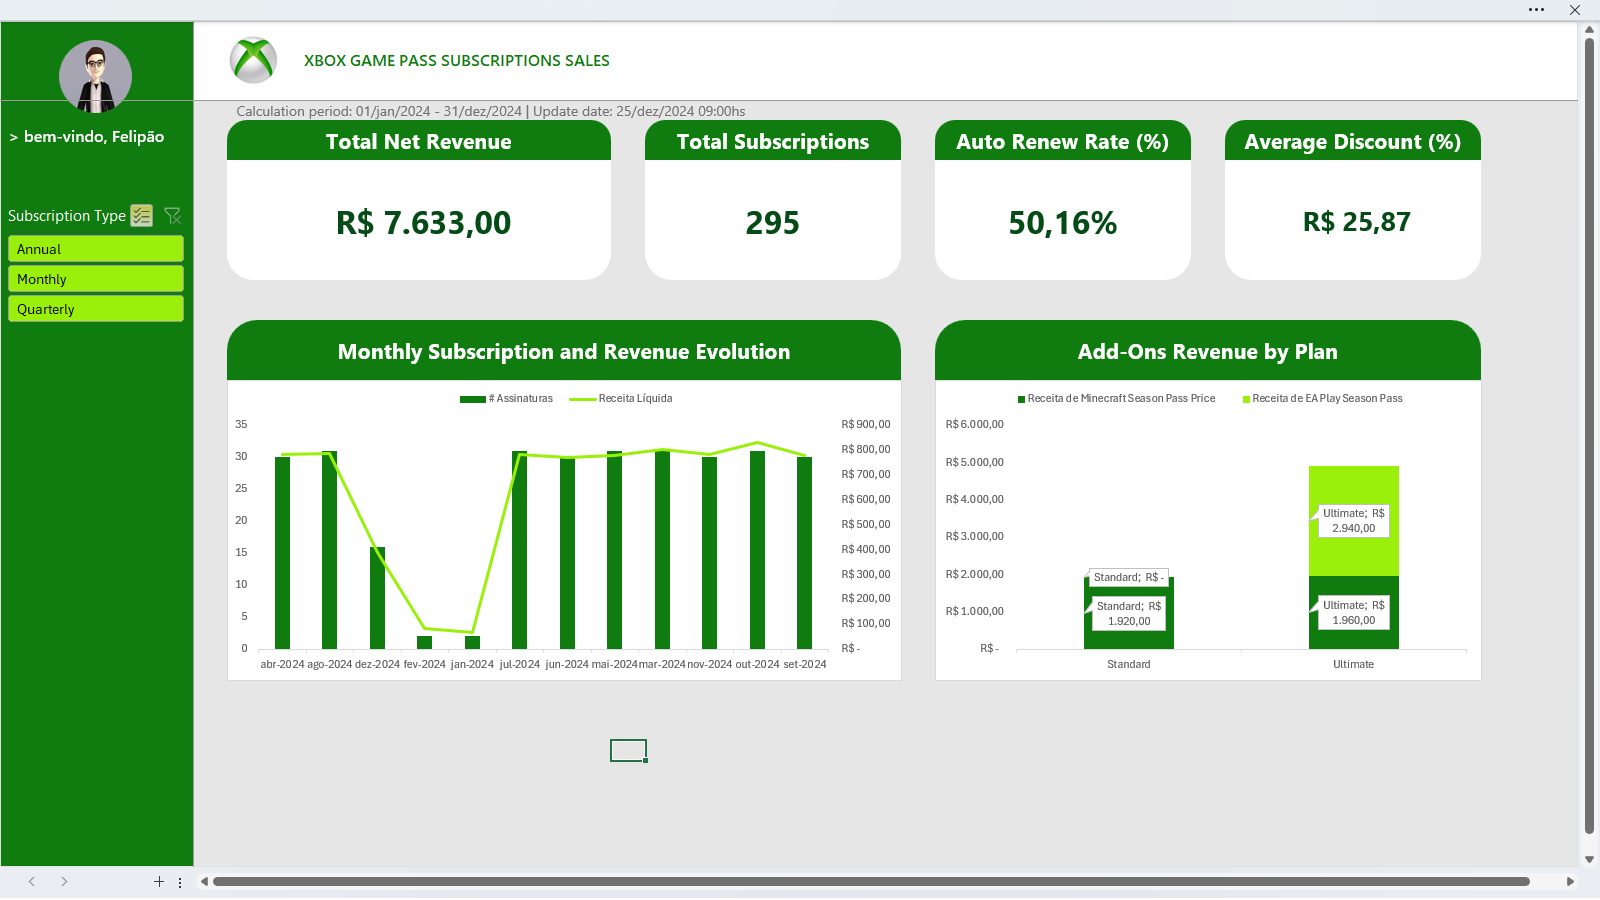 XBOX GAME PASS SUBSCRIPTIONS SALES
Calculation period: 01/jan/2024 - 31/dez/2024 | Update date: 25/dez/2024 09:00hs
> bem-vindo, Felipão
Subscription Type
Annual
Monthly
Quarterly
Total Net Revenue
R$ 7.633,00
Total Subscriptions
295
Auto Renew Rate (%)
50,16%
Average Discount (%)
R$ 25,87
Monthly Subscription and Revenue Evolution
# Assinaturas
Receita Líquida
35
30
25
20
15
10
5
0
R$ 900,00
R$ 800,00
R$ 700,00
R$ 600,00
R$ 500,00
R$ 400,00
R$ 300,00
R$ 200,00
R$ 100,00
R$ -
abr-2024 ago-2024 dez-2024 fev-2024 jan-2024 jul-2024 jun-2024 mai-2024 mar-2024 nov-2024 out-2024 set-2024
Add-Ons Revenue by Plan
Receita de Minecraft Season Pass Price
Receita de EA Play Season Pass
R$ 6.000,00
R$ 5.000,00
R$ 4.000,00
R$ 3.000,00
R$ 2.000,00
R$ 1.000,00
R$ -
Standard; R$ -
Standard; R$
1.920,00
Ultimate; R$
2.940,00
Ultimate; R$
1.960,00
Standard
Ultimate